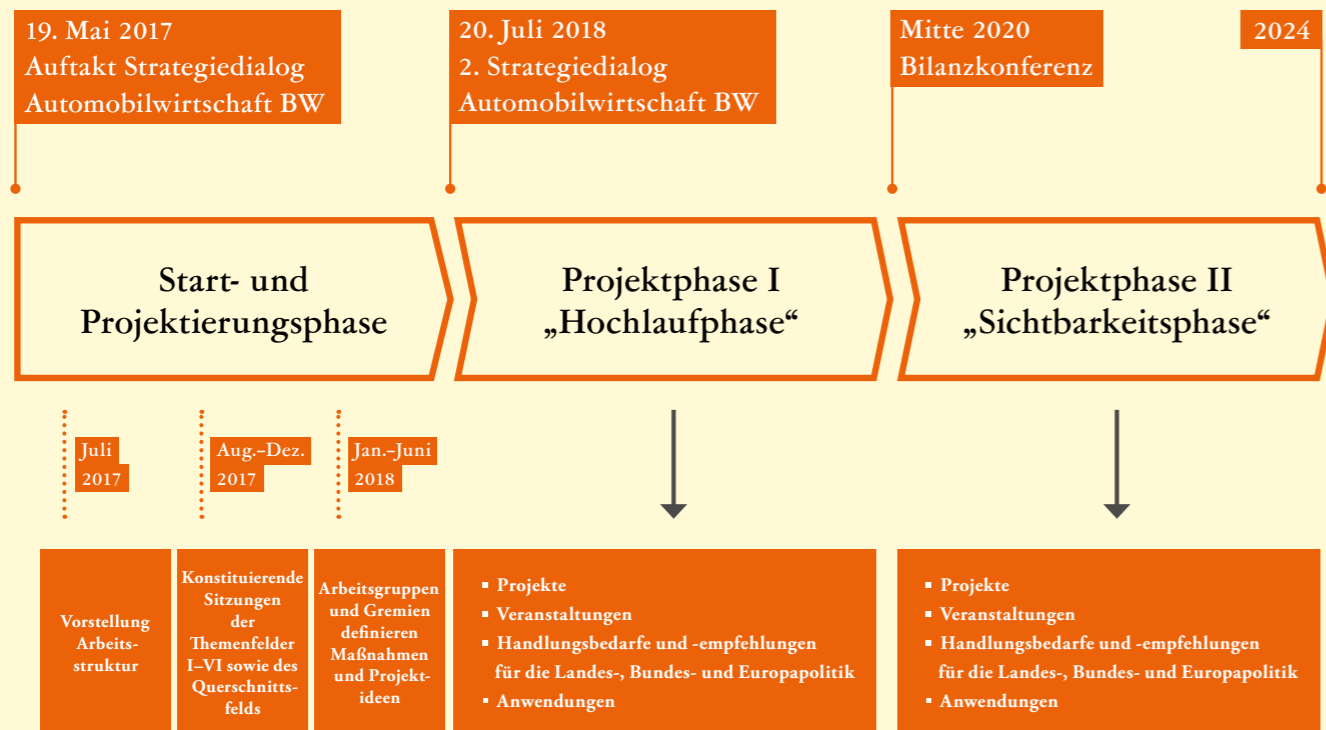 19. Mai 2017
Auftakt Strategiedialog
Automobilwirtschaft BW
20. Juli 2018
2. Strategiedialog
Automobilwirtschaft BW
Mitte 2020
Bilanzkonferenz
2024
Start- und
Projektierungsphase
Projektphase I
„Hochlaufphase“
Projektphase II
„Sichtbarkeitsphase“
Juli
2017
Aug.–Dez.
2017
Jan.–Juni
2018
Vorstellung
Arbeits-
struktur
Konstituierende
Sitzungen
der
Themenfelder
I–VI sowie des
Querschnitts-
felds
Arbeitsgruppen
und Gremien
definieren
Maßnahmen
und Projekt-
ideen
▪ Projekte
▪ Veranstaltungen
▪ Handlungsbedarfe und -empfehlungen
für die Landes-, Bundes- und Europapolitik
▪ Anwendungen
▪ Projekte
▪ Veranstaltungen
▪ Handlungsbedarfe und -empfehlungen
für die Landes-, Bundes- und Europapolitik
▪ Anwendungen